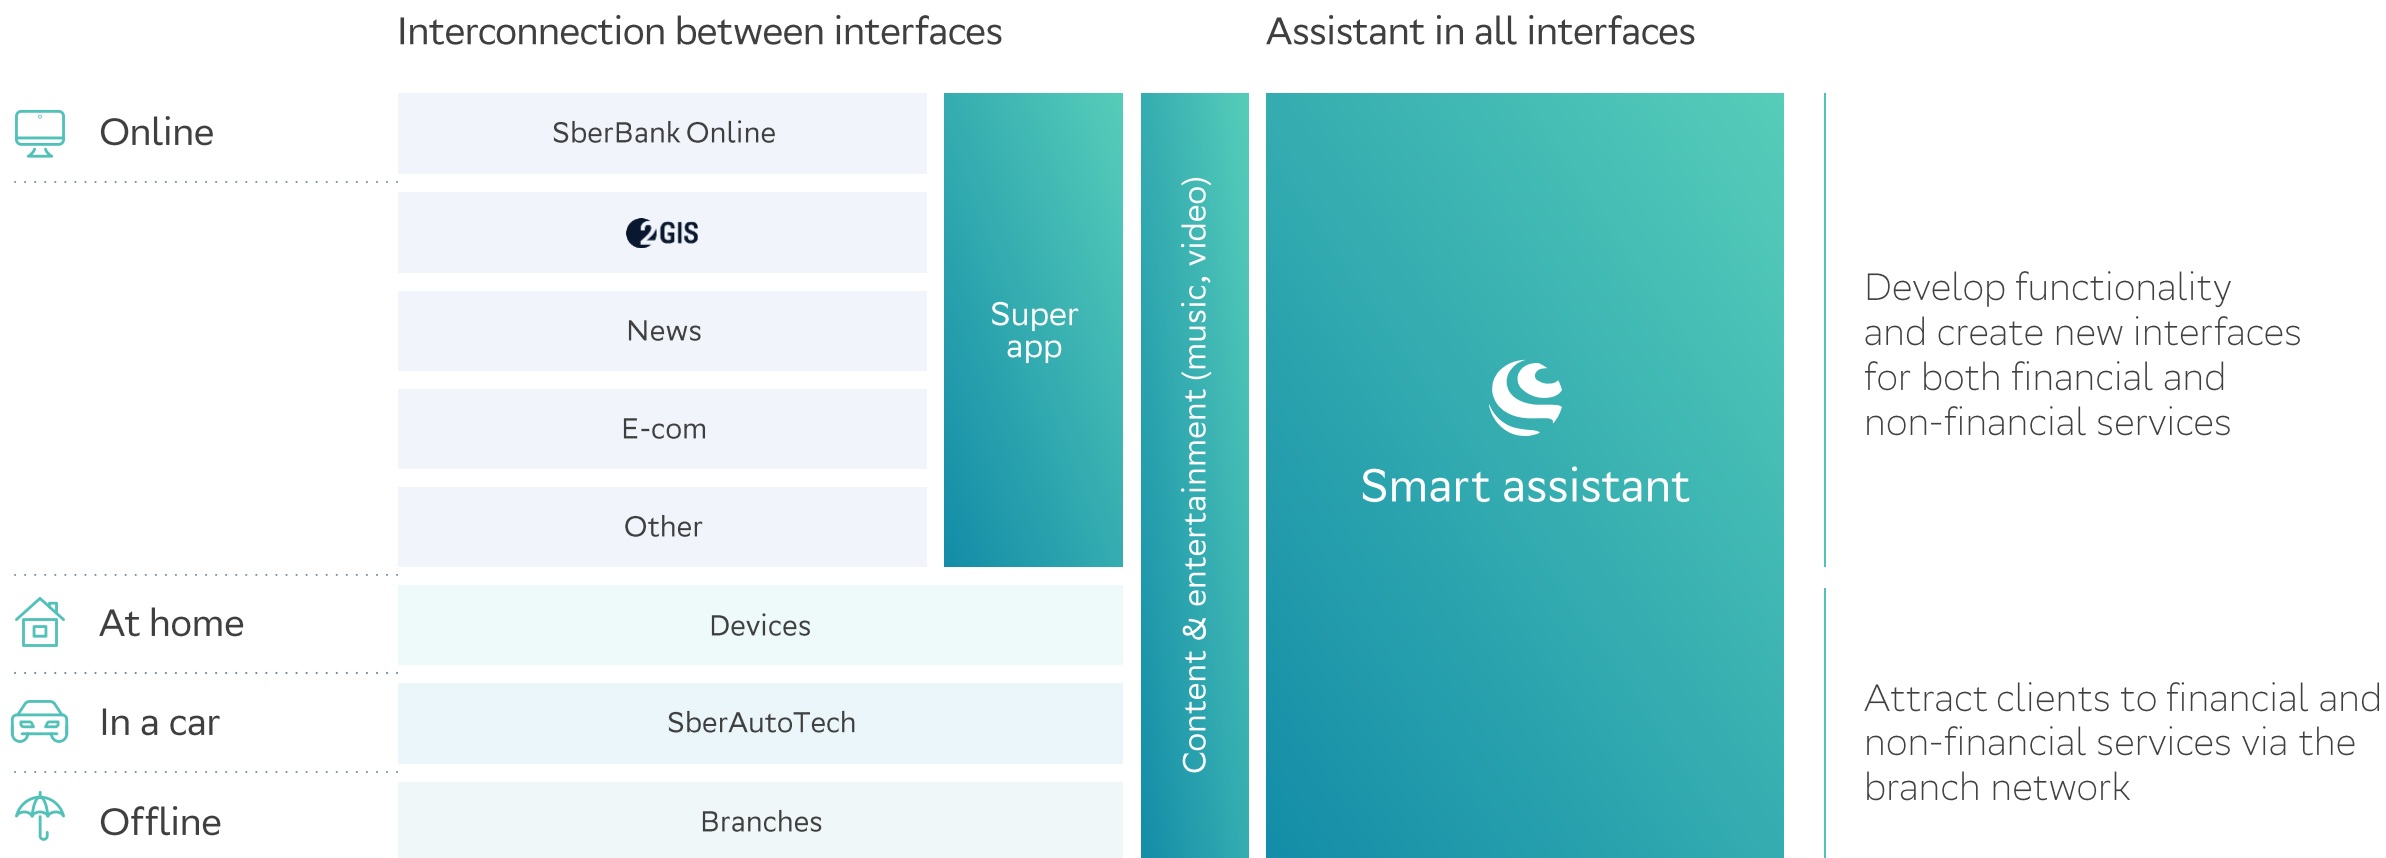 Interconnection between interfaces
Assistant in all interfaces
Online
SberBank Online
2GIS
News
E-com
Other
Super
app
Content & entertainment (music, video)
Smart assistant
Develop functionality
and create new interfaces
for both financial and
non-financial services
At home
Devices
In a car
SberAutoTech
Offline
Branches
Attract clients to financial and
non-financial services via the
branch network